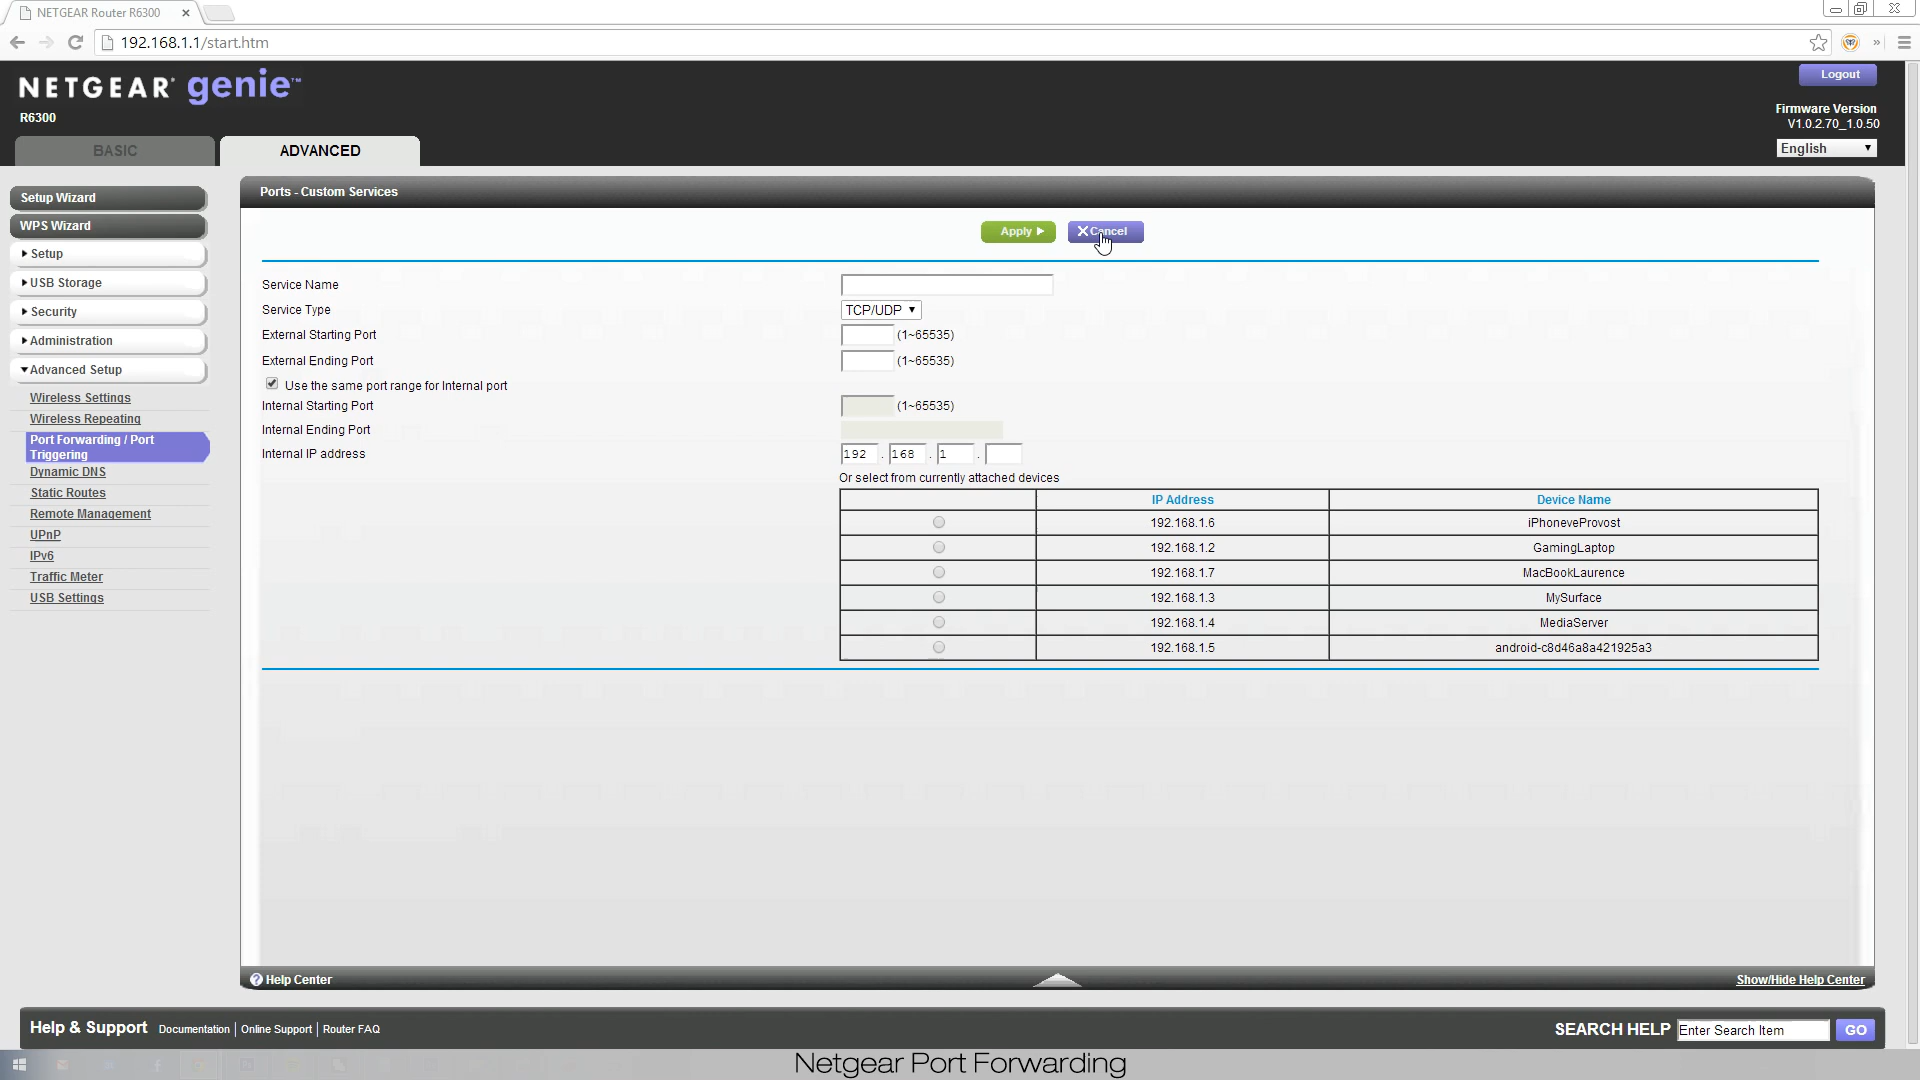 NETGEAR Router R6300
192.168.1.1/start.htm
NETGEAR® genie™
R6300
Logout
Firmware Version
V1.0.2.70_1.0.50
English
BASIC
ADVANCED
Setup Wizard
WPS Wizard
Setup
USB Storage
Security
Administration
Advanced Setup
Wireless Settings
Wireless Repeating
Port Forwarding / Port
Triggering
Dynamic DNS
Static Routes
Remote Management
UPnP
IPv6
Traffic Meter
USB Settings
Ports - Custom Services
Apply
Cancel
Service Name
Service Type TCP/UDP
External Starting Port (1~65535)
External Ending Port (1~65535)
Use the same port range for Internal port
Internal Starting Port (1~65535)
Internal Ending Port
Internal IP address 192 . 168 . 1 .
Or select from currently attached devices
IP Address Device Name
192.168.1.6 iPhoneveProvost
192.168.1.2 GamingLaptop
192.168.1.7 MacBookLaurence
192.168.1.3 MySurface
192.168.1.4 MediaServer
192.168.1.5 android-c8d46a8a421925a3
Help Center
Show/Hide Help Center
Help & Support Documentation | Online Support | Router FAQ
SEARCH HELP Enter Search Item GO
Netgear Port Forwarding